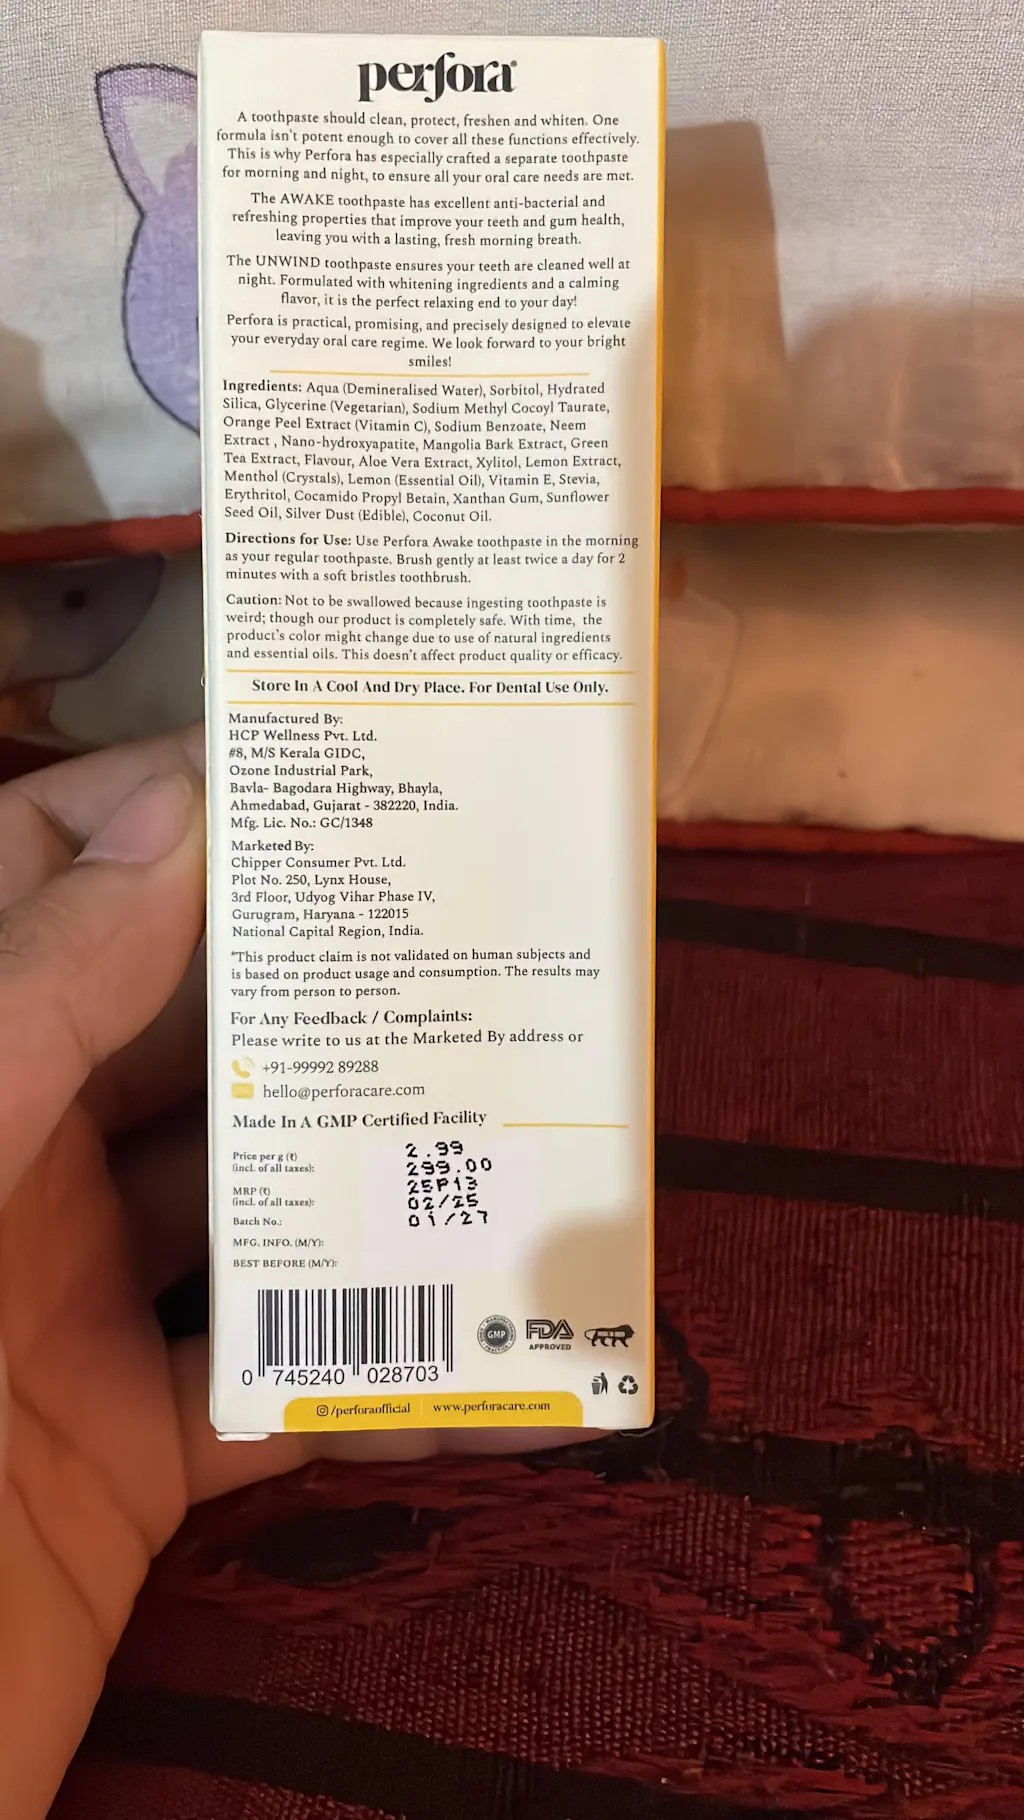 perfora
A toothpaste should clean, protect, freshen and whiten. One
formula isn't potent enough to cover all these functions effectively.
This is why Perfora has especially crafted a separate toothpaste
for morning and night, to ensure all your oral care needs are met.
The AWAKE toothpaste has excellent anti-bacterial and
refreshing properties that improve your teeth and gum health,
leaving you with a lasting, fresh morning breath.
The UNWIND toothpaste ensures your teeth are cleaned well at
night. Formulated with whitening ingredients and a calming
flavor, it is the perfect relaxing end to your day!
Perfora is practical, promising, and precisely designed to elevate
your everyday oral care regime. We look forward to your bright
smiles!
Ingredients: Aqua (Demineralised Water), Sorbitol, Hydrated
Silica, Glycerine (Vegetarian), Sodium Methyl Cocoyl Taurate,
Orange Peel Extract (Vitamin C), Sodium Benzoate, Neem
Extract , Nano-hydroxyapatite, Mangolia Bark Extract, Green
Tea Extract, Flavour, Aloe Vera Extract, Xylitol, Lemon Extract,
Menthol (Crystals), Lemon (Essential Oil), Vitamin E, Stevia,
Erythritol, Cocamido Propyl Betain, Xanthan Gum, Sunflower
Seed Oil, Silver Dust (Edible), Coconut Oil.
Directions for Use: Use Perfora Awake toothpaste in the morning
as your regular toothpaste. Brush gently at least twice a day for 2
minutes with a soft bristles toothbrush.
Caution: Not to be swallowed because ingesting toothpaste is
weird; though our product is completely safe. With time, the
product's color might change due to use of natural ingredients
and essential oils. This doesn't affect product quality or efficacy.
Store In A Cool And Dry Place. For Dental Use Only.
Manufactured By:
HCP Wellness Pvt. Ltd.
#8, M/S Kerala GIDC,
Ozone Industrial Park,
Bavla- Bagodara Highway, Bhayla,
Ahmedabad, Gujarat - 382220, India.
Mfg. Lic. No.: GC/1348
Marketed By:
Chipper Consumer Pvt. Ltd.
Plot No. 250, Lynx House,
3rd Floor, Udyog Vihar Phase IV,
Gurugram, Haryana - 122015
National Capital Region, India.
*This product claim is not validated on human subjects and
is based on product usage and consumption. The results may
vary from person to person.
For Any Feedback / Complaints:
Please write to us at the Marketed By address or
+91-99992 89288
hello@perforacare.com
Made In A GMP Certified Facility
Price per g (₹)
(incl. of all taxes):
MRP (₹)
(incl. of all taxes):
Batch No.:
MFG. INFO. (M/Y):
BEST BEFORE (M/Y):
2.99
299.00
25P13
02/25
01/27
0 745240 028703
GMP
FDA
APPROVED
/perforaofficial
www.perforacare.com